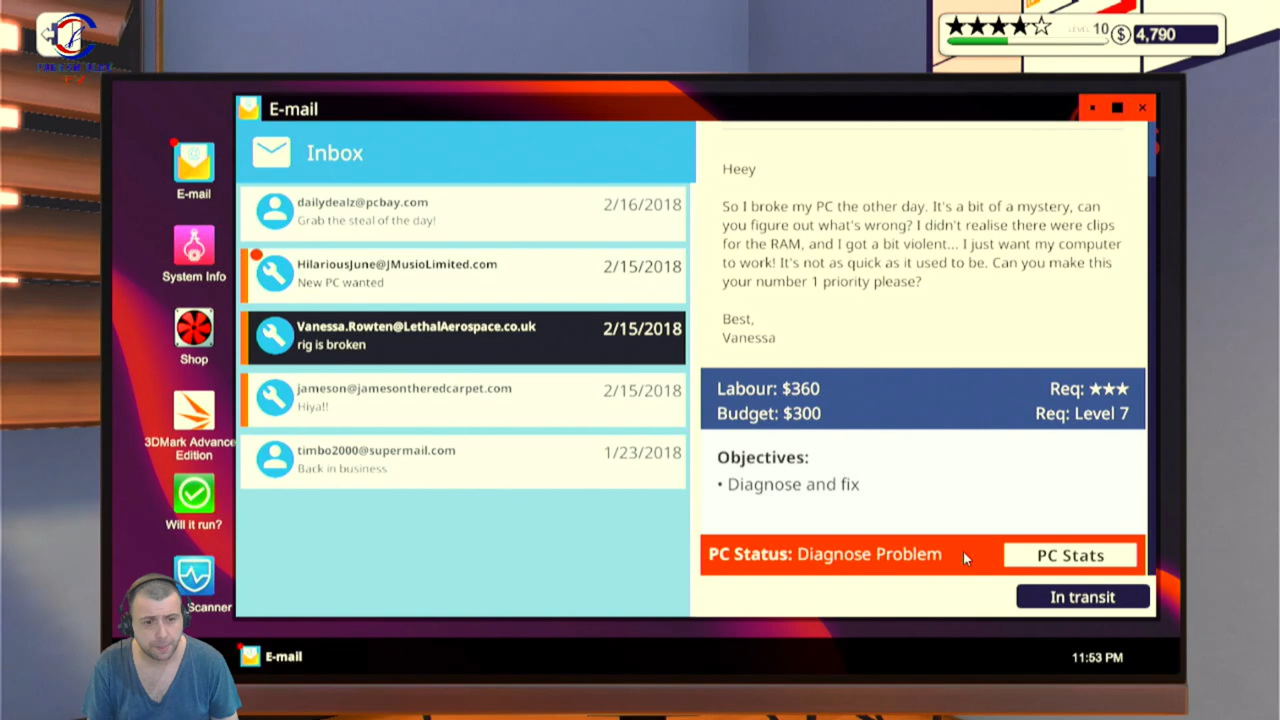 LEVEL 10 $ 4,790
E-mail
Inbox
E-mail
System Info
Shop
3DMark Advance
Edition
Will it run?
Scanner
dailydealz@pcbay.com 2/16/2018
Grab the steal of the day!
HilariousJune@JMusioLimited.com 2/15/2018
New PC wanted
Vanessa.Rowten@LethalAerospace.co.uk 2/15/2018
rig is broken
jameson@jamesontheredcarpet.com 2/15/2018
Hiya!!
timbo2000@supermail.com 1/23/2018
Back in business
Heey
So I broke my PC the other day. It's a bit of a mystery, can
you figure out what's wrong? I didn't realise there were clips
for the RAM, and I got a bit violent... I just want my computer
to work! It's not as quick as it used to be. Can you make this
your number 1 priority please?
Best,
Vanessa
Labour: $360 Req: ★★★
Budget: $300 Req: Level 7
Objectives:
• Diagnose and fix
PC Status: Diagnose Problem PC Stats
In transit
E-mail 11:53 PM